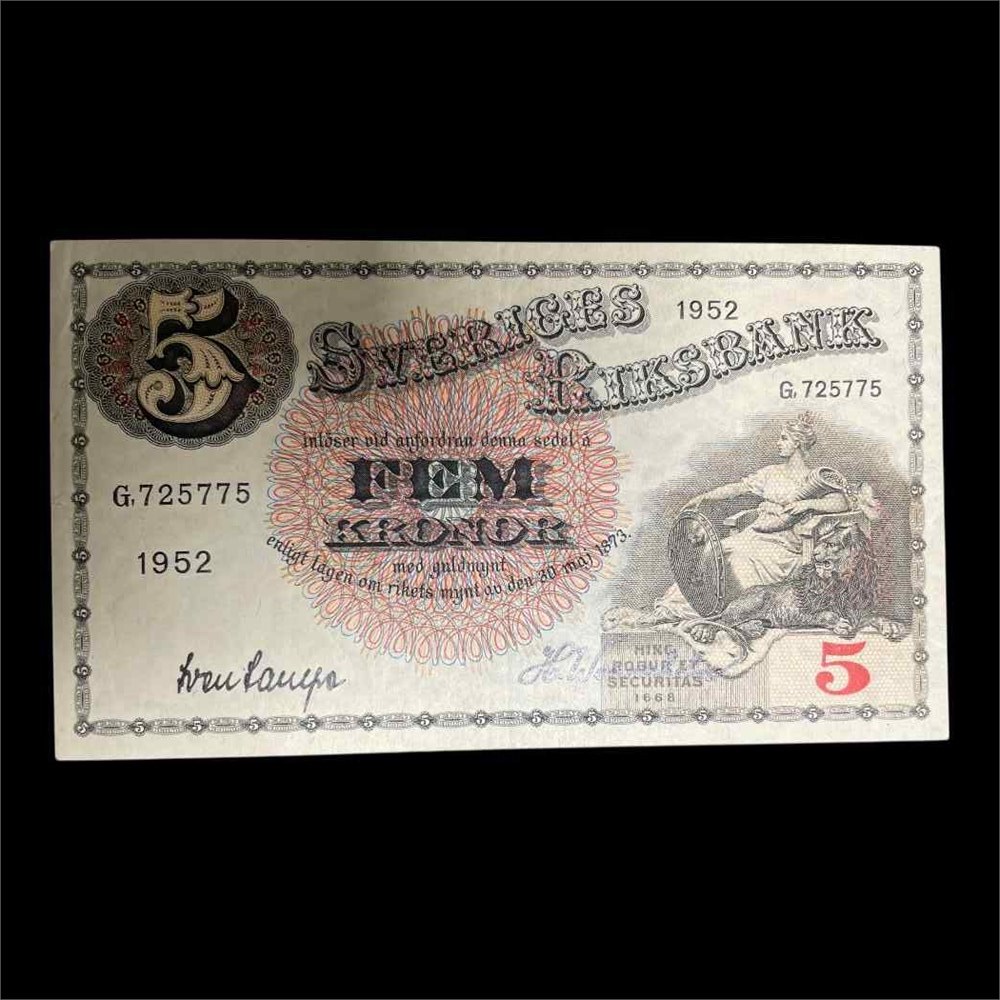 5
SVERIGES
1952
RIKSBANK
G, 725775
inlöser vid anfordran denna sedel å
FEM
KRONOR
med guldmynt
enligt lagen om rikets mynt av den 30 maj 1873.
G, 725775
1952
HINC
ROBUR ET
SECURITAS
1668
5